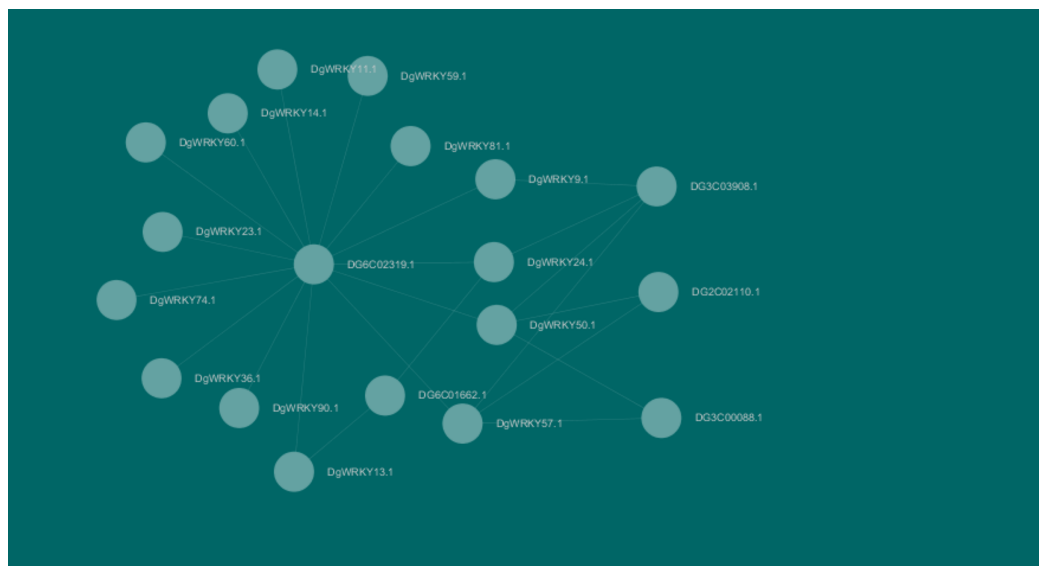 DgWRKY11.1
DgWRKY59.1
DgWRKY14.1
DgWRKY60.1
DgWRKY81.1
DgWRKY9.1
DG3C03908.1
DgWRKY23.1
DG6C02319.1
DgWRKY24.1
DG2C02110.1
DgWRKY74.1
DgWRKY50.1
DgWRKY36.1
DG6C01662.1
DgWRKY90.1
DG3C00088.1
DgWRKY57.1
DgWRKY13.1